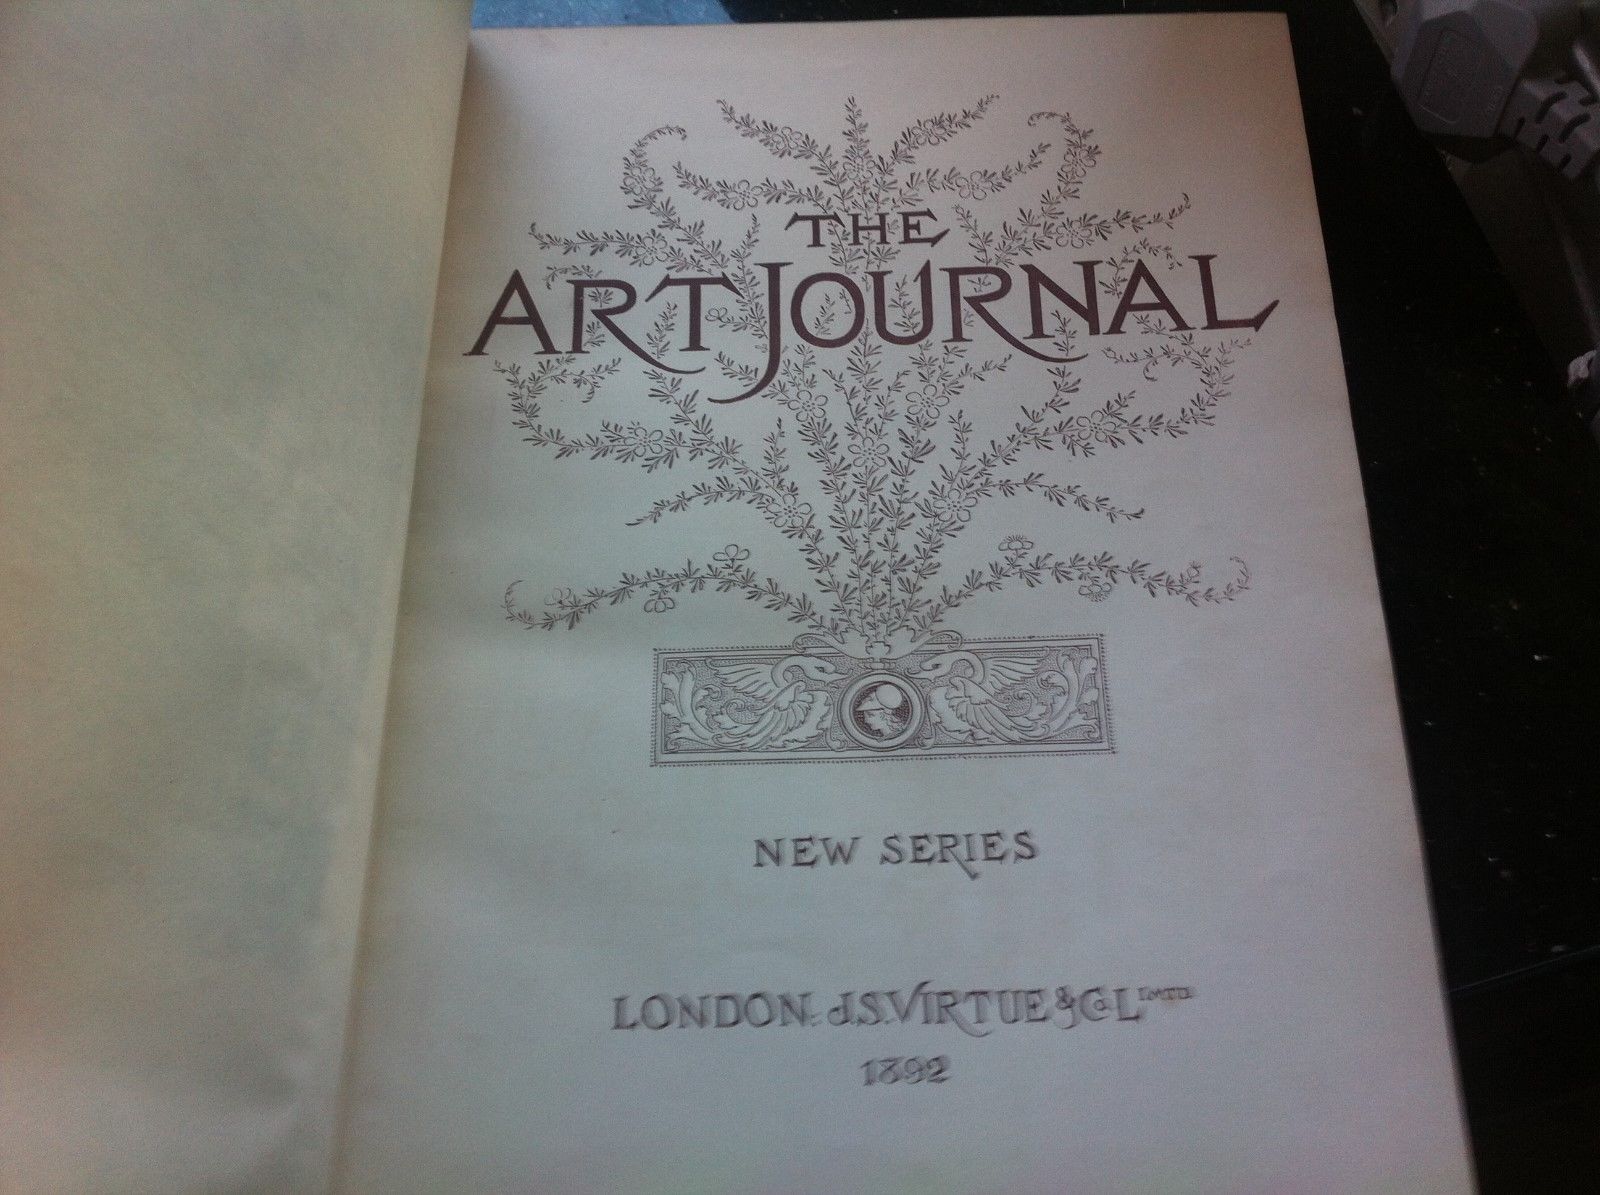 THE
ART JOURNAL
NEW SERIES
LONDON: J.S. VIRTUE & Co. LIMTD
1892